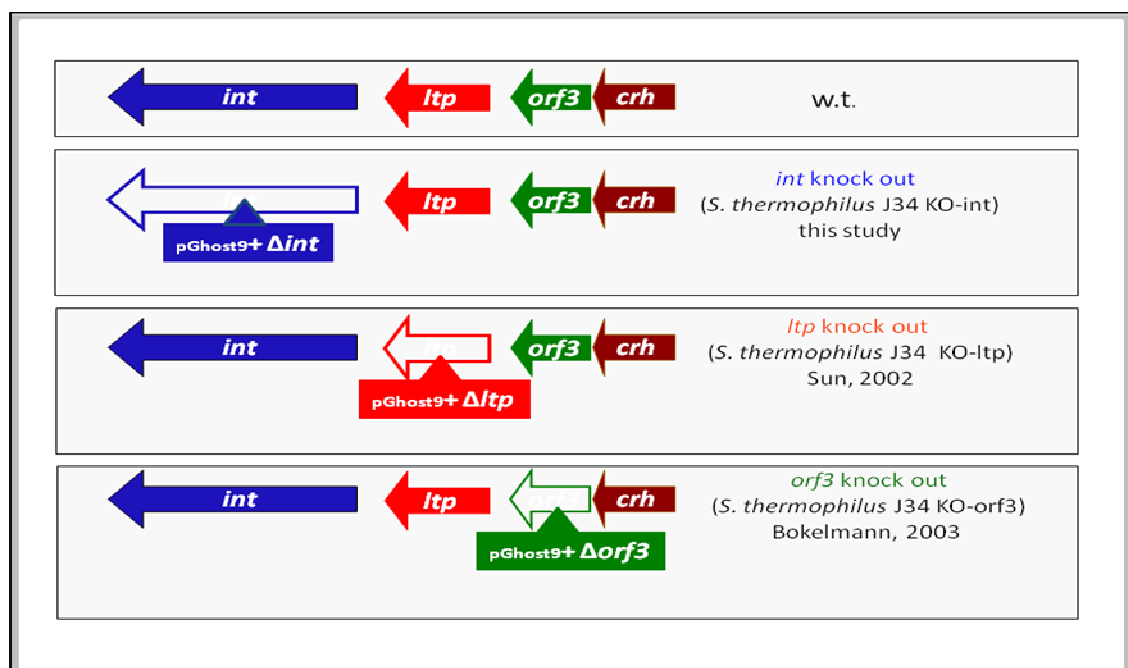 int ltp orf3 crh w.t.
int knock out
ltp orf3 crh (S. thermophilus J34 KO-int)
this study
pGhost9+ Δint
ltp knock out
int ltp orf3 crh (S. thermophilus J34 KO-ltp)
Sun, 2002
pGhost9+ Δltp
orf3 knock out
int ltp orf3 crh (S. thermophilus J34 KO-orf3)
Bokelmann, 2003
pGhost9+ Δorf3